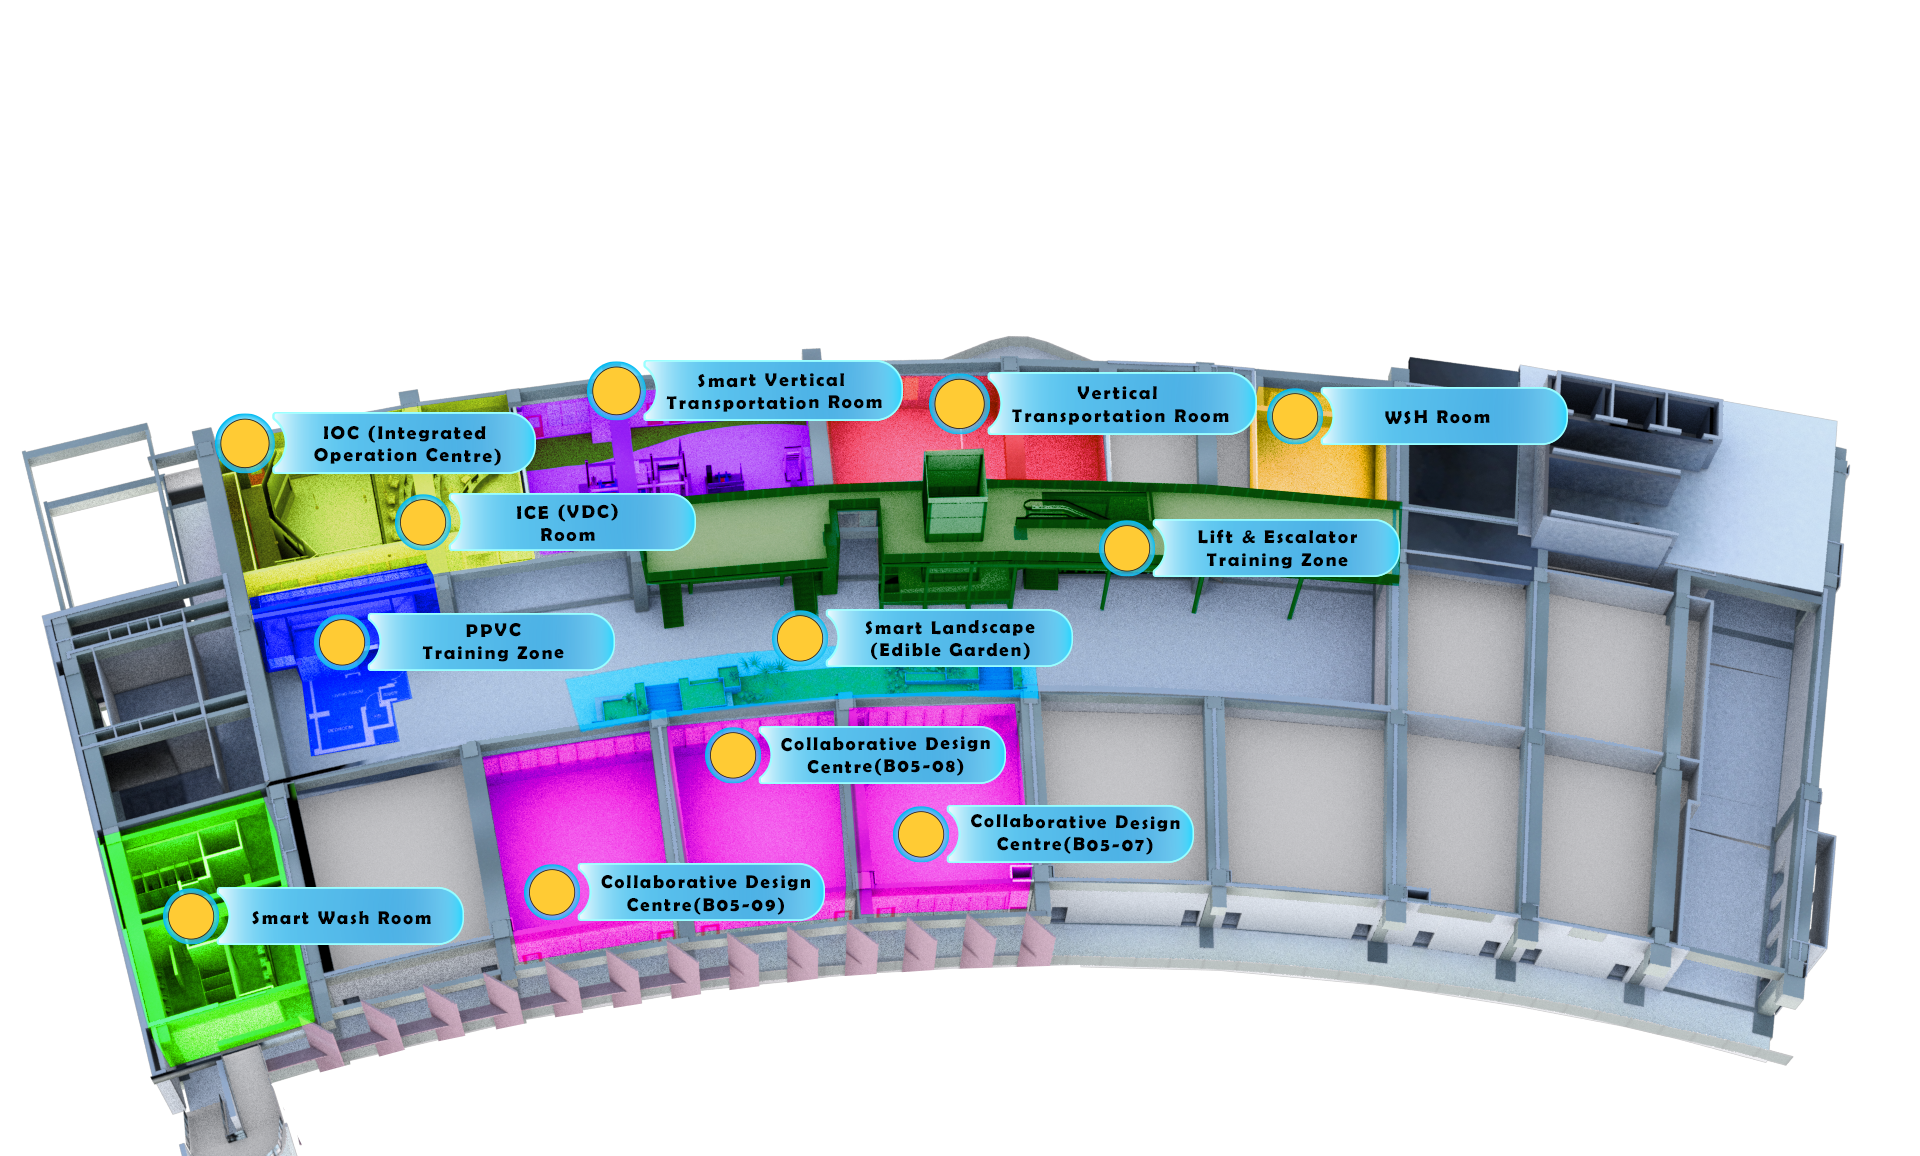 Smart Vertical
Transportation Room
Vertical
Transportation Room
WSH Room
IOC (Integrated
Operation Centre)
ICE (VDC)
Room
Lift & Escalator
Training Zone
PPVC
Training Zone
Smart Landscape
(Edible Garden)
Collaborative Design
Centre(B05-08)
Collaborative Design
Centre(B05-07)
Collaborative Design
Centre(B05-09)
Smart Wash Room